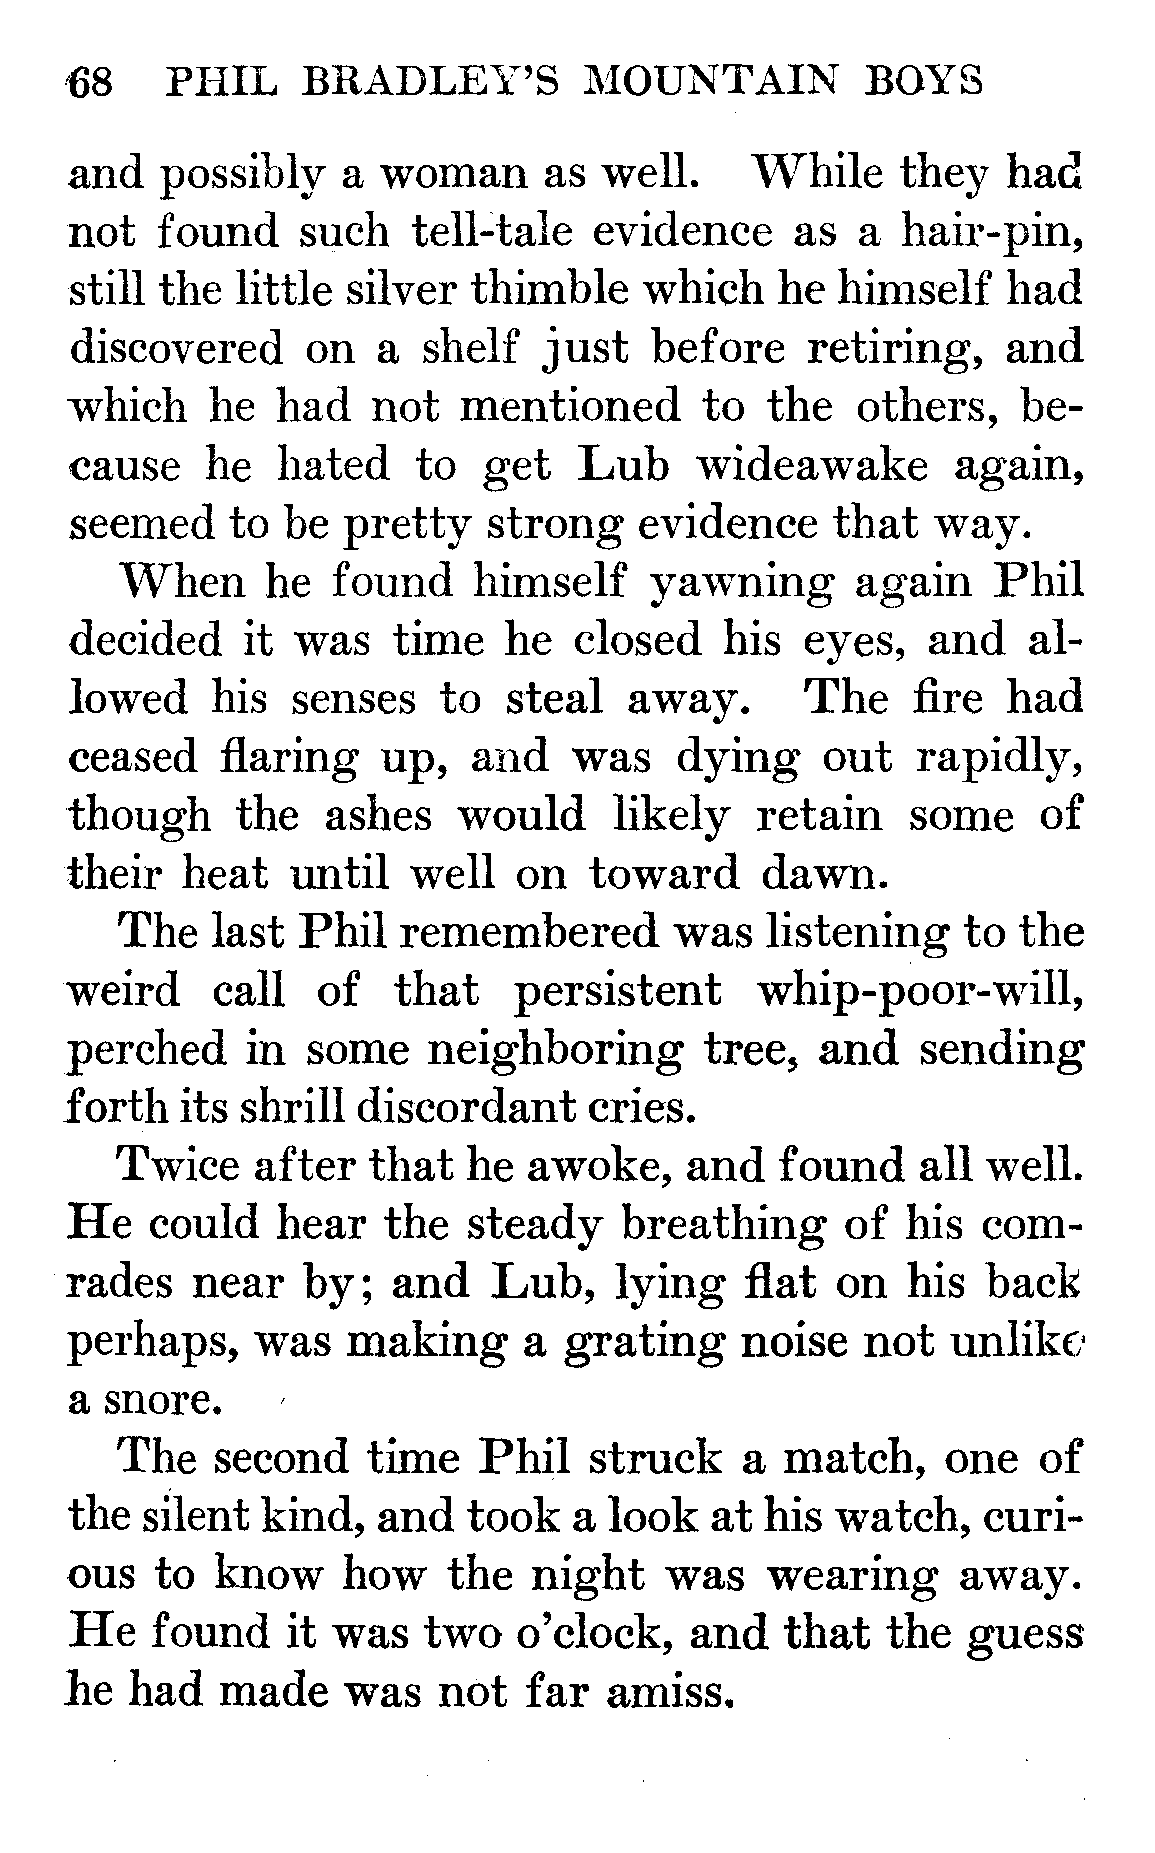 68 PHIL BRADLEY'S MOUNTAIN BOYS
and possibly a woman as well. While they had
not found such tell-tale evidence as a hair-pin,
still the little silver thimble which he himself had
discovered on a shelf just before retiring, and
which he had not mentioned to the others, be-
cause he hated to get Lub wideawake again,
seemed to be pretty strong evidence that way.
When he found himself yawning again Phil
decided it was time he closed his eyes, and al-
lowed his senses to steal away. The fire had
ceased flaring up, and was dying out rapidly,
though the ashes would likely retain some of
their heat until well on toward dawn.
The last Phil remembered was listening to the
weird call of that persistent whip-poor-will,
perched in some neighboring tree, and sending
forth its shrill discordant cries.
Twice after that he awoke, and found all well.
He could hear the steady breathing of his com-
rades near by; and Lub, lying flat on his back
perhaps, was making a grating noise not unlike
a snore.
The second time Phil struck a match, one of
the silent kind, and took a look at his watch, curi-
ous to know how the night was wearing away.
He found it was two o'clock, and that the guess
he had made was not far amiss.